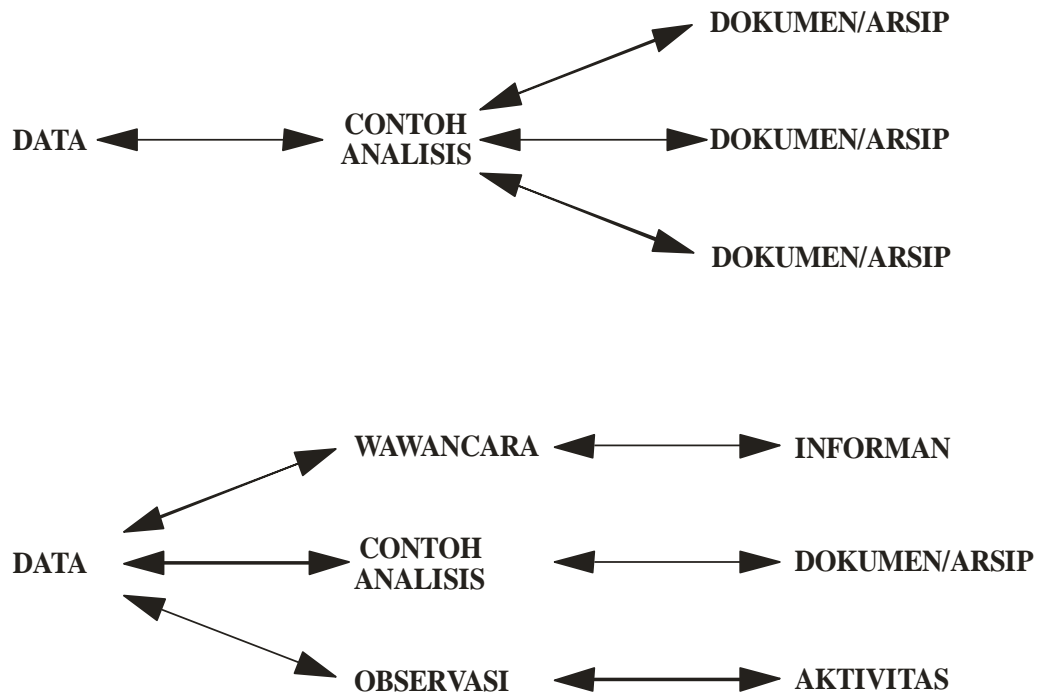 DOKUMEN/ARSIP
DATA
CONTOH
ANALISIS
DOKUMEN/ARSIP
DOKUMEN/ARSIP
WAWANCARA
INFORMAN
DATA
CONTOH
ANALISIS
DOKUMEN/ARSIP
OBSERVASI
AKTIVITAS